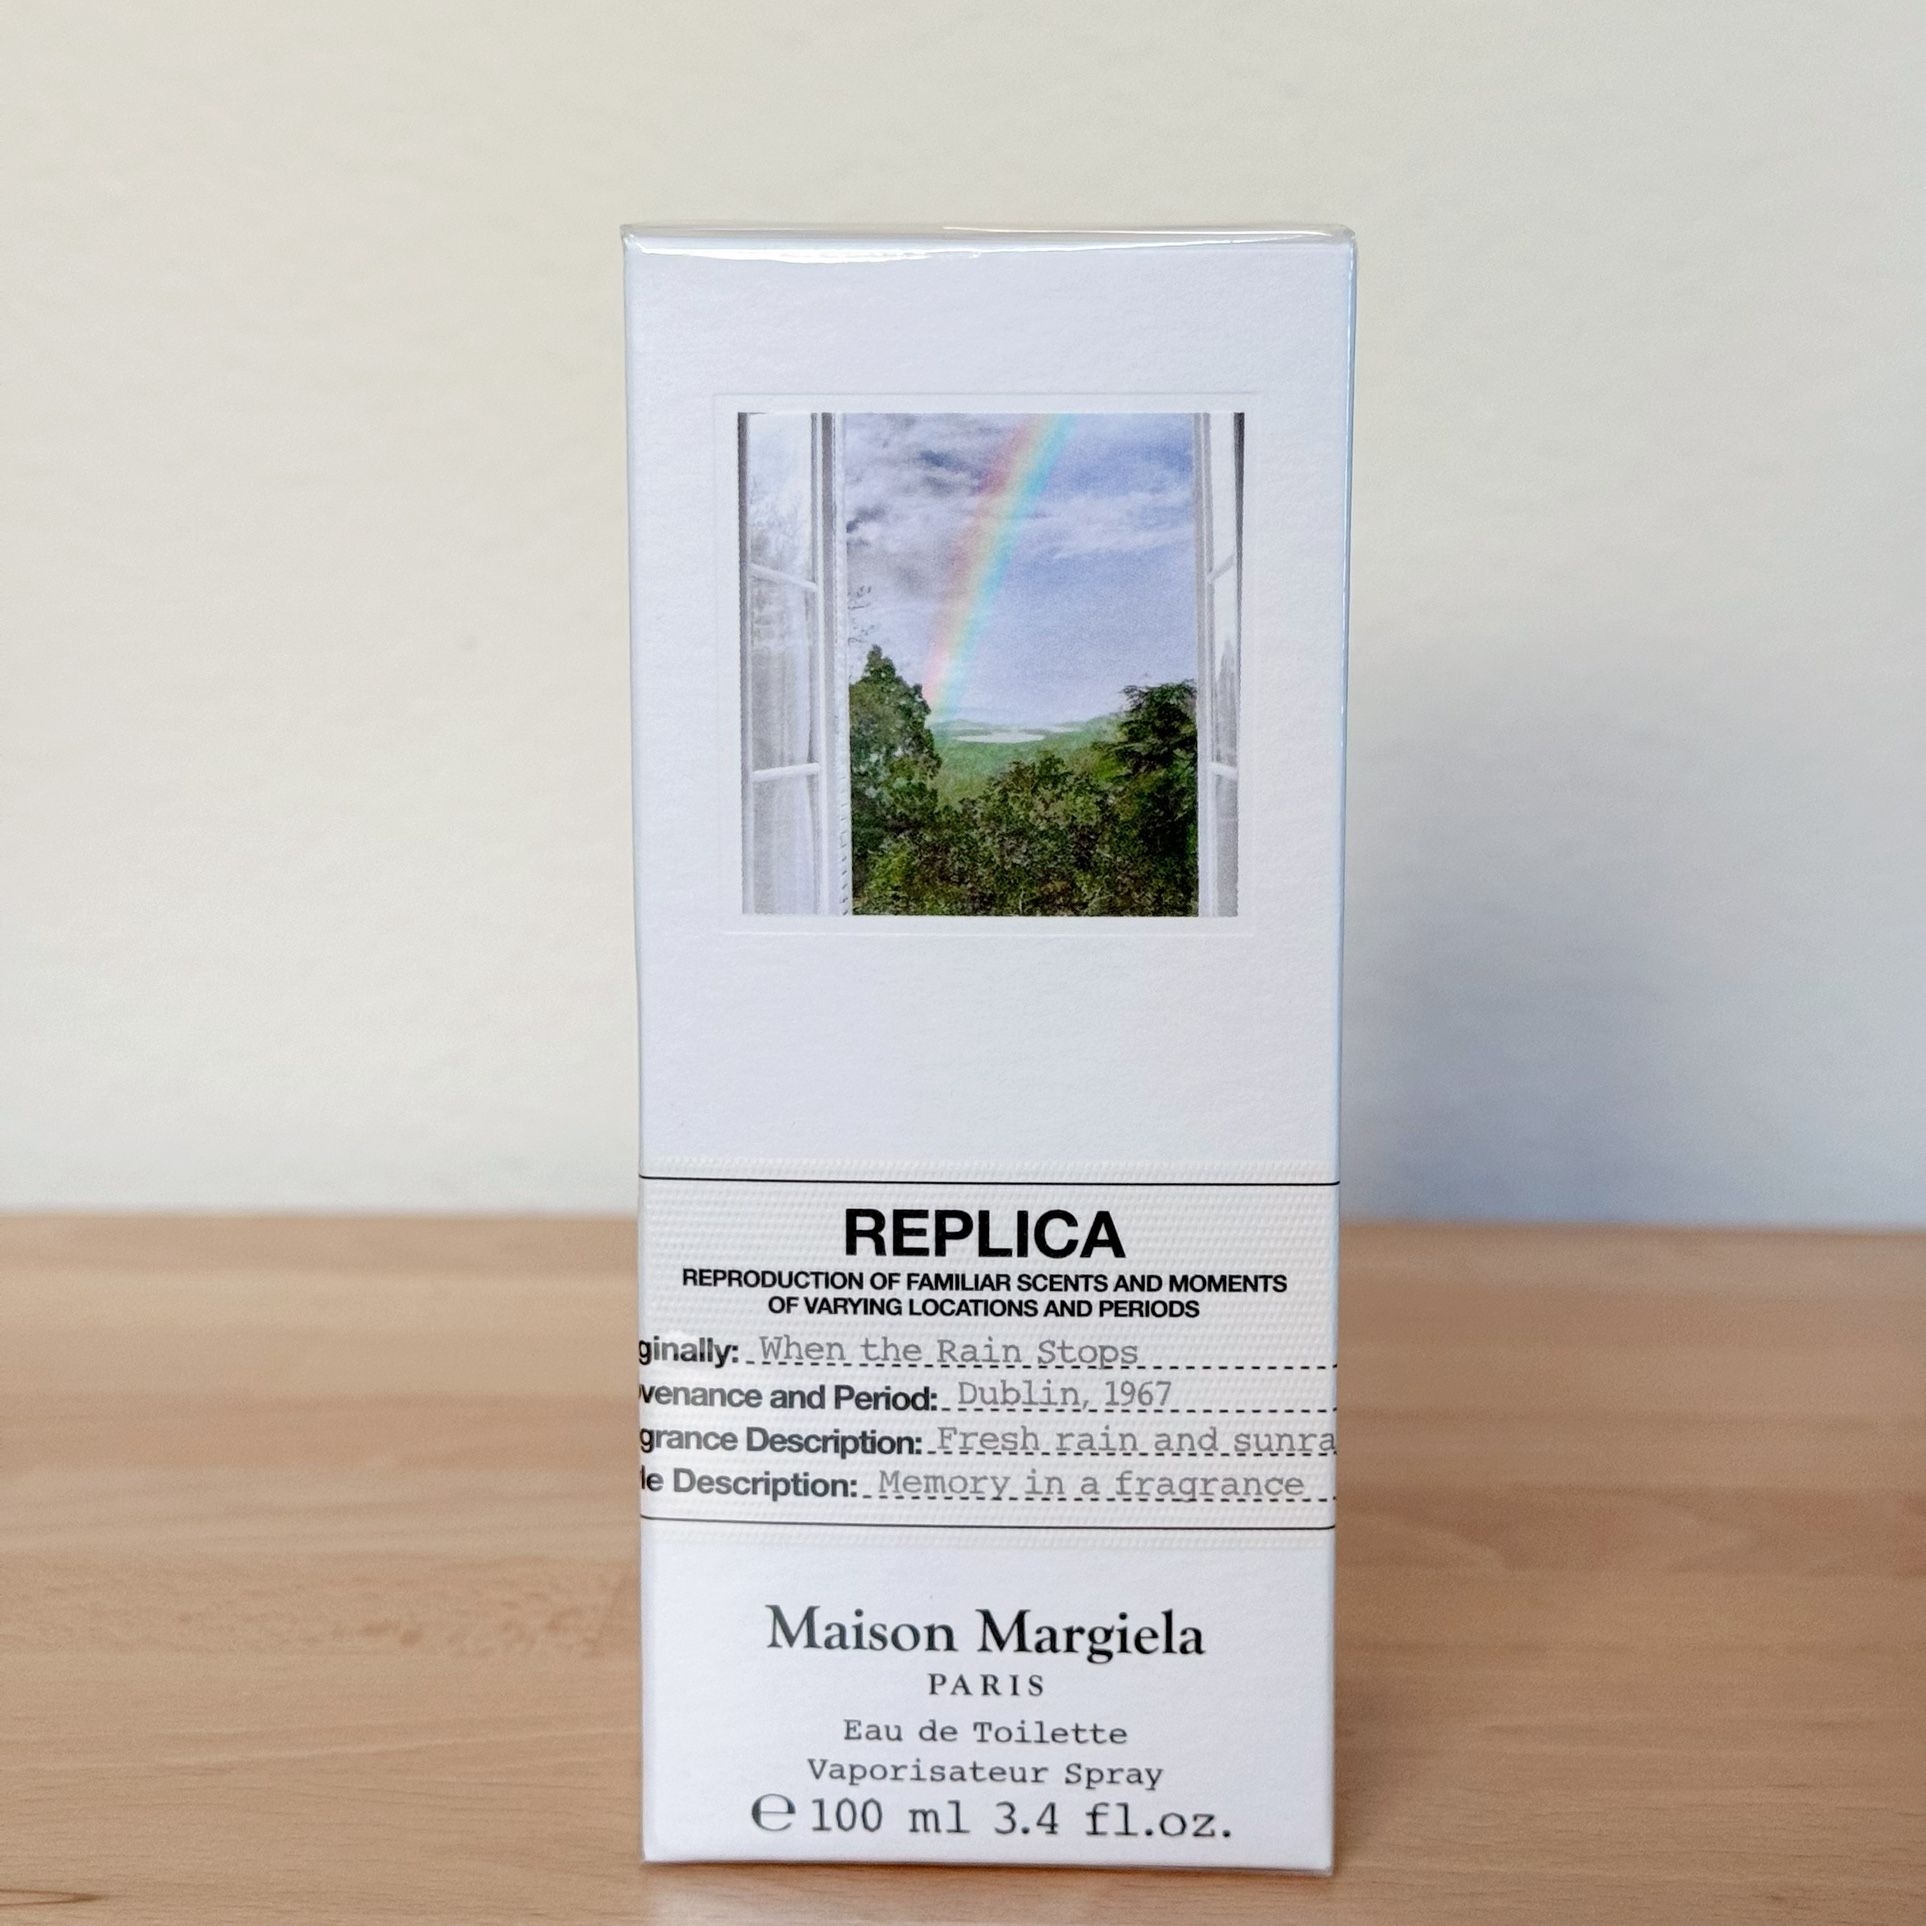 REPLICA
REPRODUCTION OF FAMILIAR SCENTS AND MOMENTS
OF VARYING LOCATIONS AND PERIODS
ginally: When the Rain Stops
venance and Period: Dublin, 1967
grance Description: Fresh rain and sunra
le Description: Memory in a fragrance
Maison Margiela
PARIS
Eau de Toilette
Vaporisateur Spray
℮ 100 ml 3.4 fl.oz.